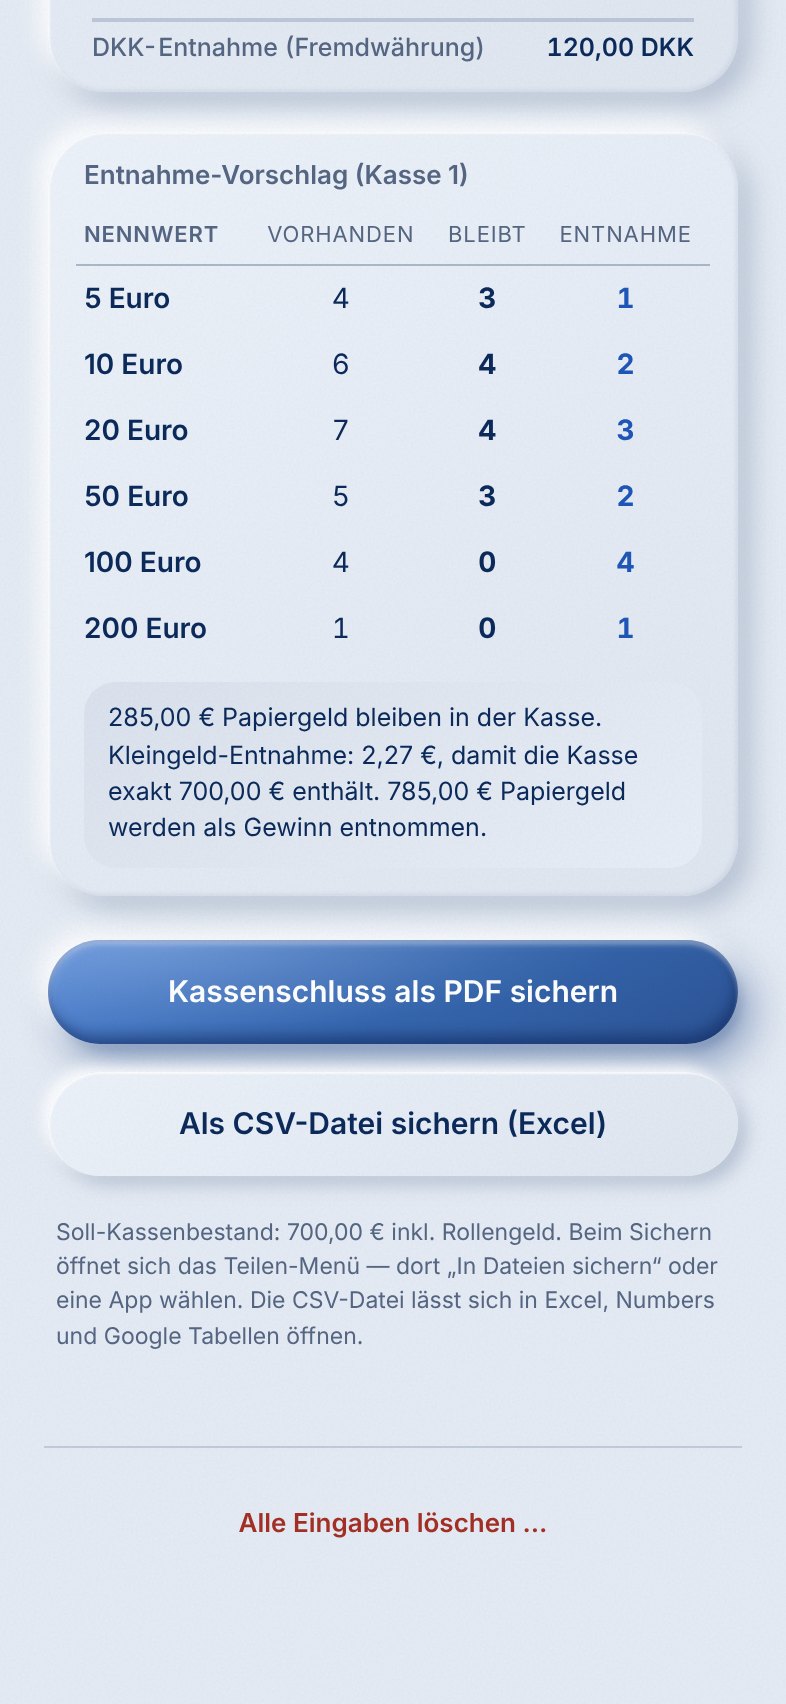 DKK-Entnahme (Fremdwährung) 120,00 DKK
Entnahme-Vorschlag (Kasse 1)
NENNWERT VORHANDEN BLEIBT ENTNAHME
5 Euro 4 3 1
10 Euro 6 4 2
20 Euro 7 4 3
50 Euro 5 3 2
100 Euro 4 0 4
200 Euro 1 0 1
285,00 € Papiergeld bleiben in der Kasse.
Kleingeld-Entnahme: 2,27 €, damit die Kasse
exakt 700,00 € enthält. 785,00 € Papiergeld
werden als Gewinn entnommen.
Kassenschluss als PDF sichern
Als CSV-Datei sichern (Excel)
Soll-Kassenbestand: 700,00 € inkl. Rollengeld. Beim Sichern
öffnet sich das Teilen-Menü — dort „In Dateien sichern“ oder
eine App wählen. Die CSV-Datei lässt sich in Excel, Numbers
und Google Tabellen öffnen.
Alle Eingaben löschen …